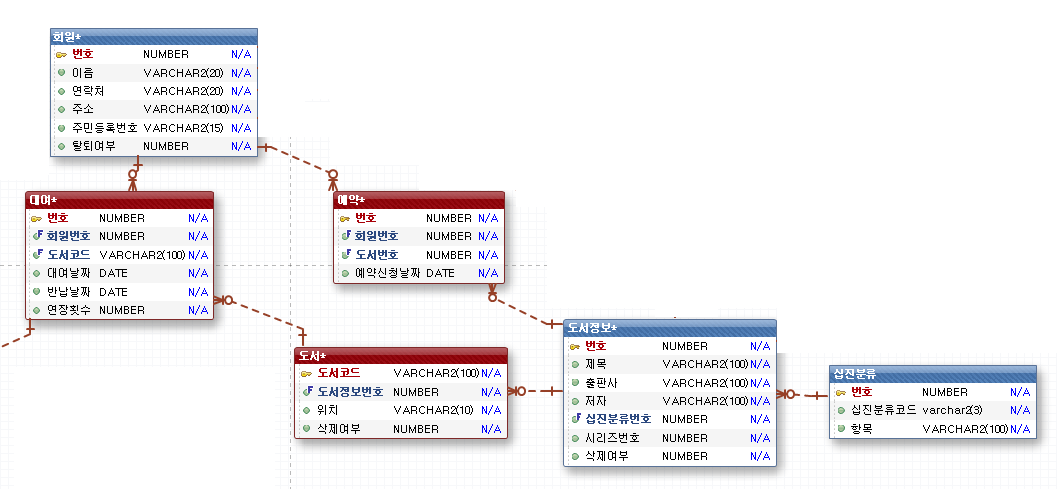 회원*
번호 NUMBER N/A
이름 VARCHAR2(20) N/A
연락처 VARCHAR2(20) N/A
주소 VARCHAR2(100) N/A
주민등록번호 VARCHAR2(15) N/A
탈퇴여부 NUMBER N/A
대여*
번호 NUMBER N/A
회원번호 NUMBER N/A
도서코드 VARCHAR2(100) N/A
대여날짜 DATE N/A
반납날짜 DATE N/A
연장횟수 NUMBER N/A
예약*
번호 NUMBER N/A
회원번호 NUMBER N/A
도서번호 NUMBER N/A
예약신청날짜 DATE N/A
도서*
도서코드 VARCHAR2(100) N/A
도서정보번호 NUMBER N/A
위치 VARCHAR2(10) N/A
삭제여부 NUMBER N/A
도서정보*
번호 NUMBER N/A
제목 VARCHAR2(100) N/A
출판사 VARCHAR2(100) N/A
저자 VARCHAR2(100) N/A
십진분류번호 NUMBER N/A
시리즈번호 NUMBER N/A
삭제여부 NUMBER N/A
십진분류
번호 NUMBER N/A
십진분류코드 varchar2(3) N/A
항목 VARCHAR2(100) N/A